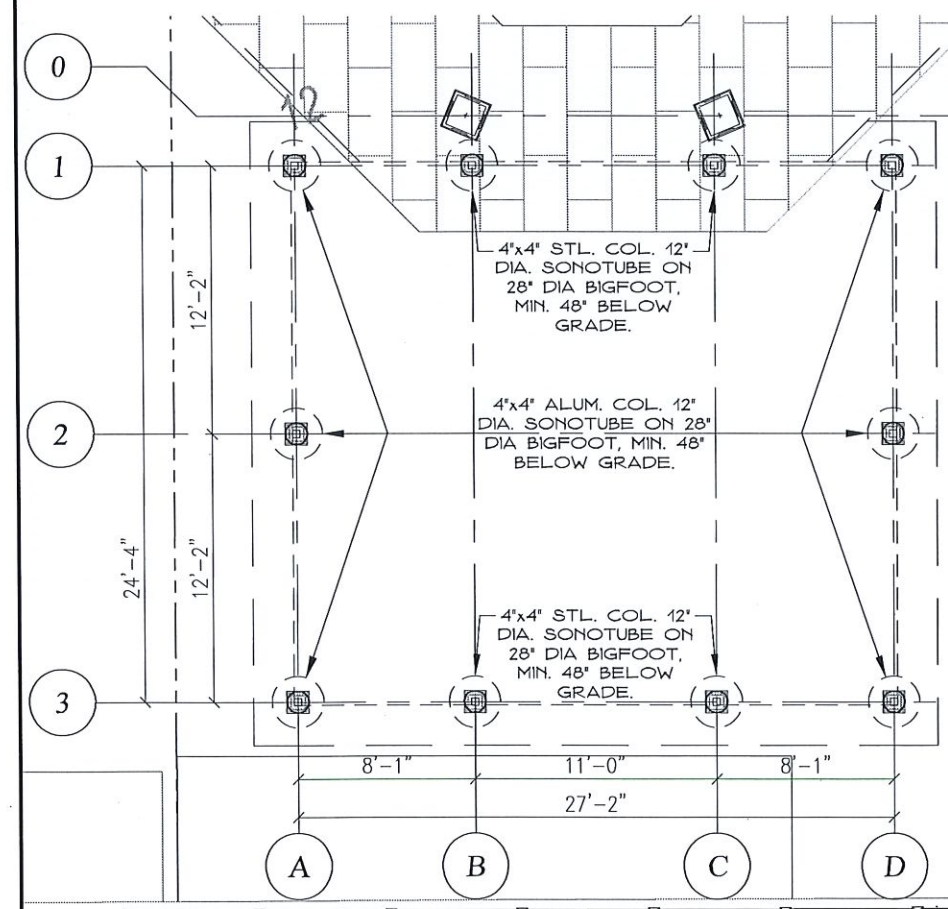 0
12
1
4"x4" STL. COL. 12"
DIA. SONOTUBE ON
28" DIA BIGFOOT,
MIN. 48" BELOW
GRADE.
12'-2"
4"x4" ALUM. COL. 12"
DIA. SONOTUBE ON 28"
DIA BIGFOOT, MIN. 48"
BELOW GRADE.
2
24'-4"
12'-2"
4"x4" STL. COL. 12"
DIA. SONOTUBE ON
28" DIA BIGFOOT,
MIN. 48" BELOW
GRADE.
3
8'-1" 11'-0" 8'-1"
27'-2"
A B C D